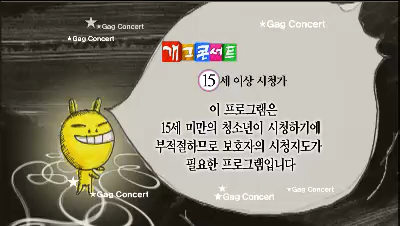 ★Gag Concert
★Gag Concert
★Gag Concert
개그콘서트
15세 이상 시청가
이 프로그램은
15세 미만의 청소년이 시청하기에
부적절하므로 보호자의 시청지도가
필요한 프로그램입니다
★Gag Concert
★Gag Concert
★Gag Concert